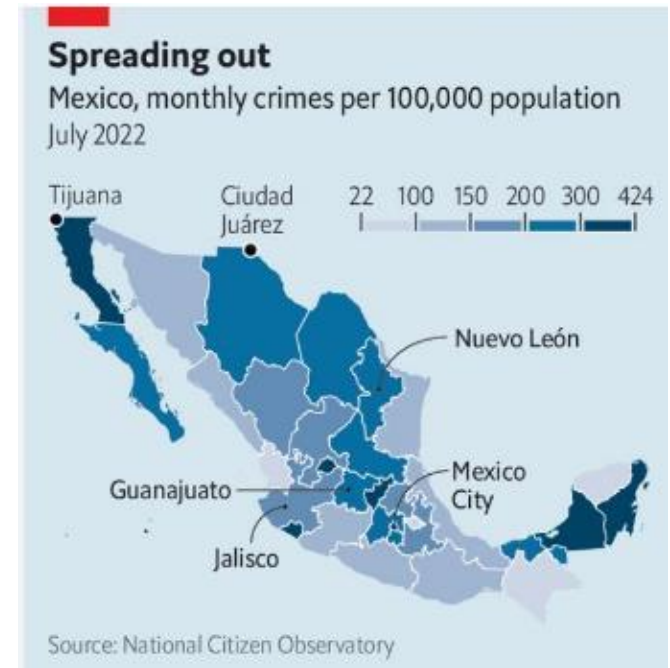 Spreading out
Mexico, monthly crimes per 100,000 population
July 2022
Tijuana
Ciudad
Juárez
22 100 150 200 300 424
Nuevo León
Guanajuato
Mexico
City
Jalisco
Source: National Citizen Observatory